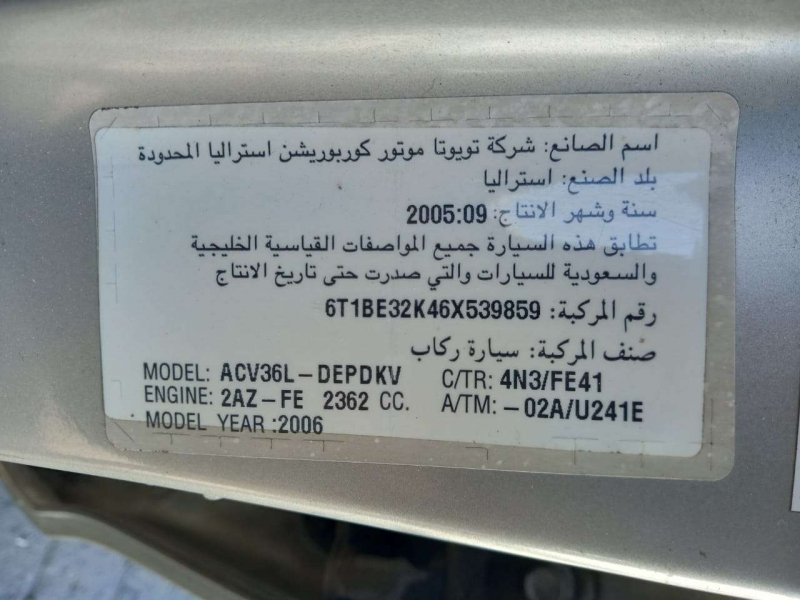 اسم الصانع: شركة تويوتا موتور كوربوريشن استراليا المحدودة
بلد الصنع: استراليا
سنة وشهر الانتاج: 2005:09
تطابق هذه السيارة جميع المواصفات القياسية الخليجية
والسعودية للسيارات والتي صدرت حتى تاريخ الانتاج
رقم المركبة: 6T1BE32K46X539859
صنف المركبة: سيارة ركاب
MODEL: ACV36L-DEPDKV C/TR: 4N3/FE41
ENGINE: 2AZ-FE 2362 CC. A/TM: -02A/U241E
MODEL YEAR :2006